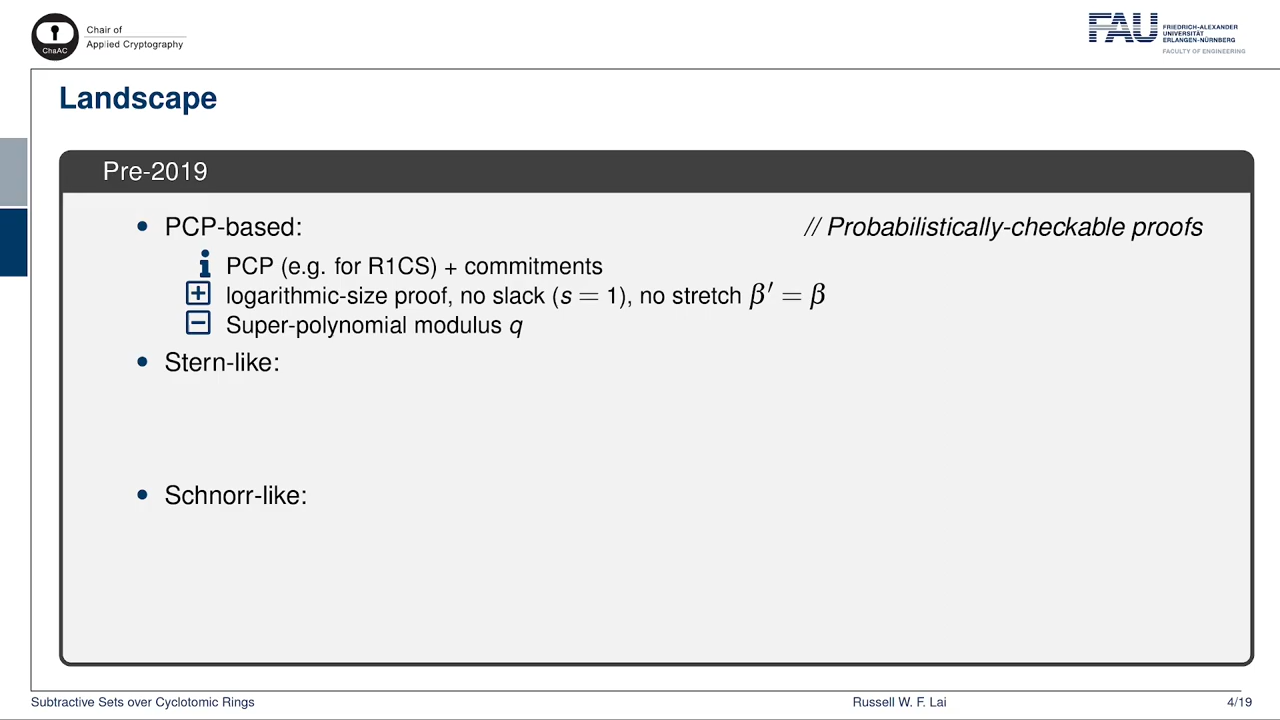 ChaAC
Chair of
Applied Cryptography
FAU
FRIEDRICH-ALEXANDER
UNIVERSITÄT
ERLANGEN-NÜRNBERG
FACULTY OF ENGINEERING
Landscape
Pre-2019
• PCP-based: // Probabilistically-checkable proofs
i PCP (e.g. for R1CS) + commitments
+ logarithmic-size proof, no slack (s = 1), no stretch β′ = β
− Super-polynomial modulus q
• Stern-like:
• Schnorr-like:
Subtractive Sets over Cyclotomic Rings Russell W. F. Lai 4/19